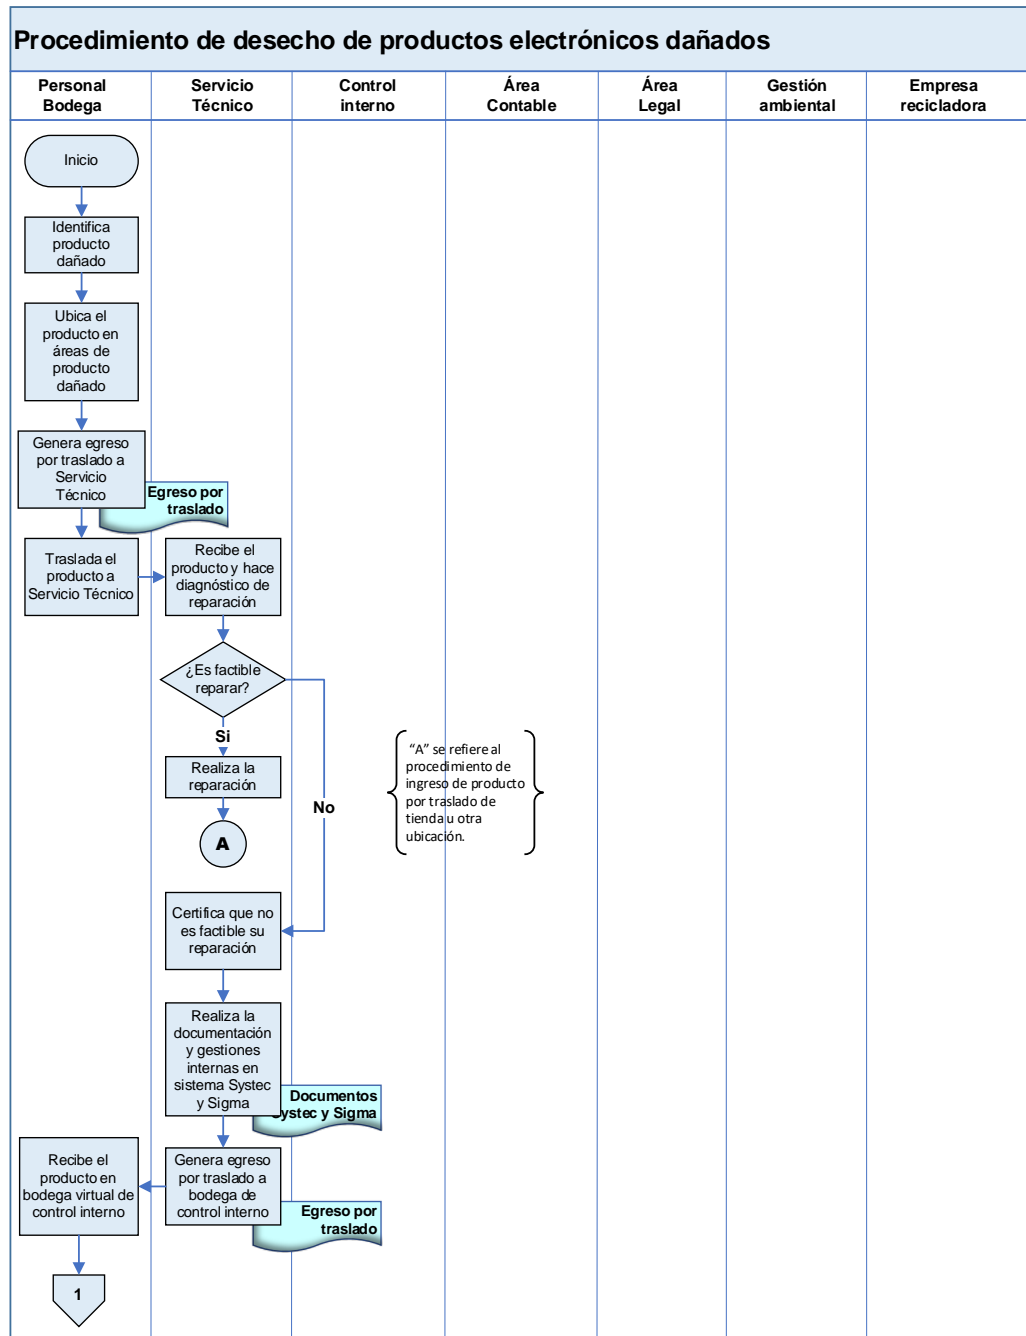 Procedimiento de desecho de productos electrónicos dañados
Personal
Bodega
Servicio
Técnico
Control
interno
Área
Contable
Área
Legal
Gestión
ambiental
Empresa
recicladora
Inicio
Identifica
producto
dañado
Ubica el
producto en
áreas de
producto
dañado
Genera egreso
por traslado a
Servicio
Técnico
Egreso por
traslado
Traslada el
producto a
Servicio Técnico
Recibe el
producto y hace
diagnóstico de
reparación
¿Es factible
reparar?
Si
Realiza la
reparación
A
No
“A” se refiere al
procedimiento de
ingreso de producto
por traslado de
tienda u otra
ubicación.
Certifica que no
es factible su
reparación
Realiza la
documentación
y gestiones
internas en
sistema Systec
y Sigma
Documentos
Systec y Sigma
Genera egreso
por traslado a
bodega de
control interno
Egreso por
traslado
Recibe el
producto en
bodega virtual de
control interno
1